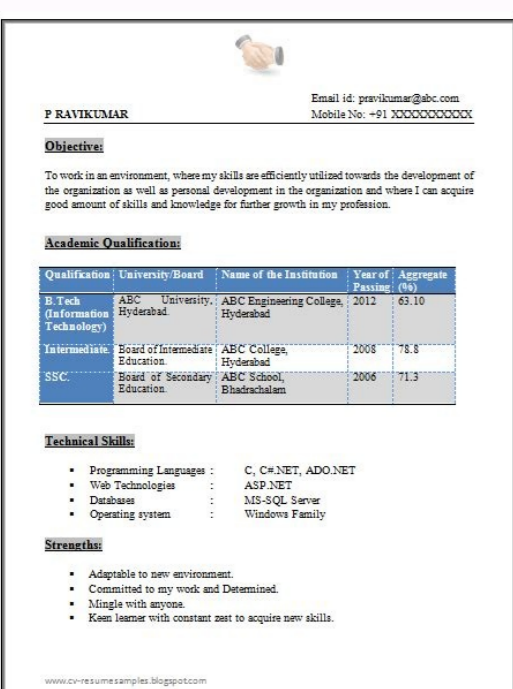 Email id: pravikumar@abc.com
P RAVIKUMAR Mobile No: +91 XXXXXXXXXXX
Objective:
To work in an environment, where my skills are efficiently utilized towards the development of
the organization as well as personal development in the organization and where I can acquire
good amount of skills and knowledge for further growth in my profession.
Academic Qualification:
Qualification University/Board Name of the Institution Year of Passing Aggregate (%)
B.Tech (Information Technology) ABC University, Hyderabad. ABC Engineering College, Hyderabad 2012 63.10
Intermediate. Board of Intermediate Education. ABC College, Hyderabad 2008 78.8
SSC. Board of Secondary Education. ABC School, Bhadrachalam 2006 71.3
Technical Skills:
▪ Programming Languages : C, C#.NET, ADO.NET
▪ Web Technologies : ASP.NET
▪ Databases : MS-SQL Server
▪ Operating system : Windows Family
Strengths:
▪ Adaptable to new environment.
▪ Committed to my work and Determined.
▪ Mingle with anyone.
▪ Keen learner with constant zest to acquire new skills.
www.cv-resumesamples.blogspot.com